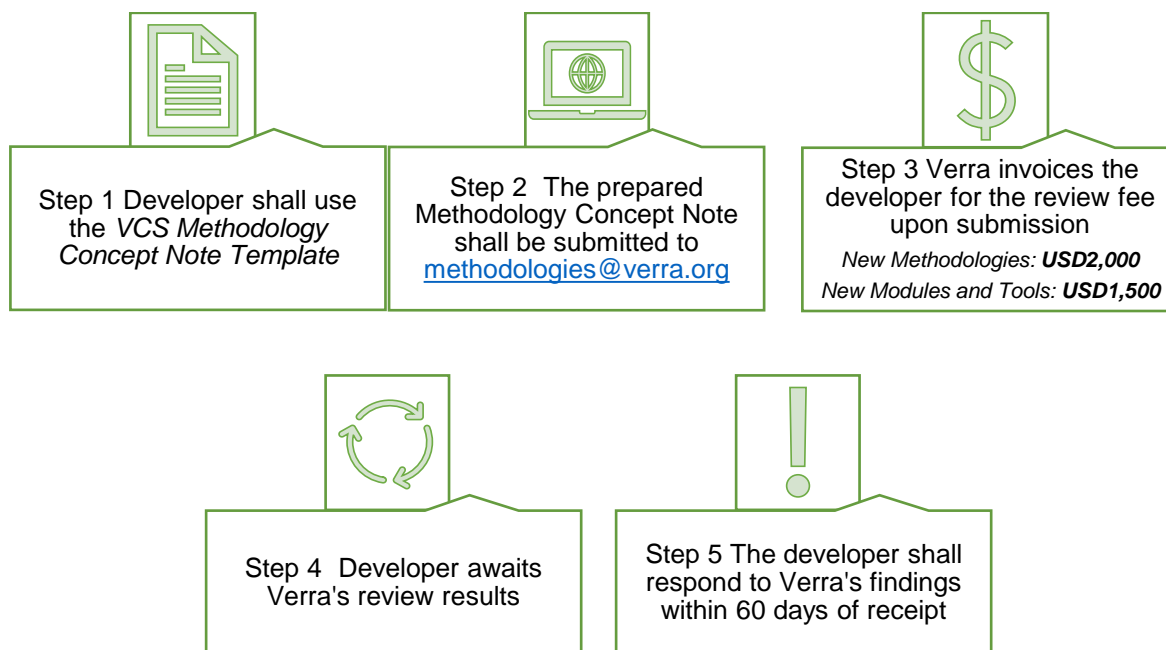 Step 1 Developer shall use
the VCS Methodology
Concept Note Template
Step 2  The prepared
Methodology Concept Note
shall be submitted to
methodologies@verra.org
Step 3 Verra invoices the
developer for the review fee
upon submission
New Methodologies: USD2,000
New Modules and Tools: USD1,500
Step 4  Developer awaits
Verra's review results
Step 5 The developer shall
respond to Verra's findings
within 60 days of receipt